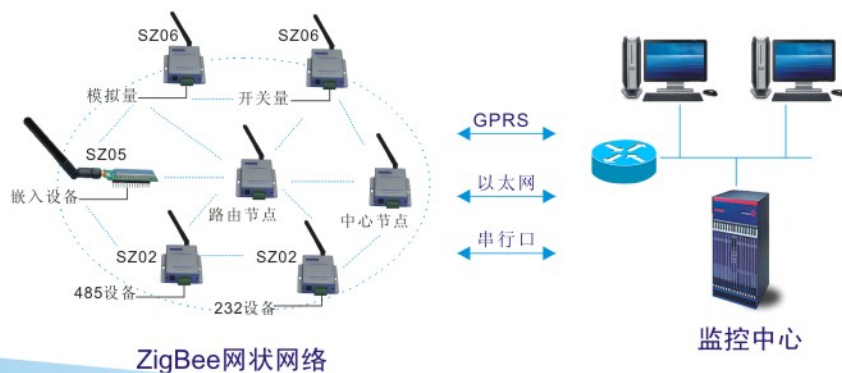 SZ06
SZ06
模拟量
开关量
GPRS
SZ05
嵌入设备
路由节点
中心节点
以太网
SZ02
SZ02
串行口
485设备
232设备
监控中心
ZigBee网状网络